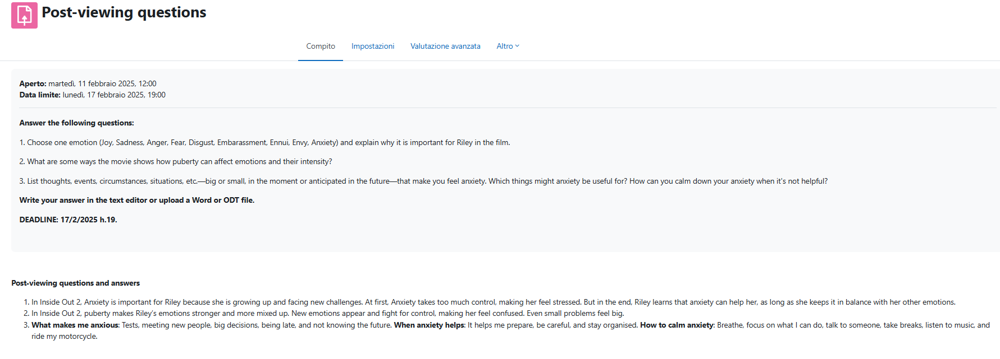 Post-viewing questions
Compito Impostazioni Valutazione avanzata Altro
Aperto: martedì, 11 febbraio 2025, 12:00
Data limite: lunedì, 17 febbraio 2025, 19:00
Answer the following questions:
1. Choose one emotion (Joy, Sadness, Anger, Fear, Disgust, Embarassment, Ennui, Envy, Anxiety) and explain why it is important for Riley in the film.
2. What are some ways the movie shows how puberty can affect emotions and their intensity?
3. List thoughts, events, circumstances, situations, etc.—big or small, in the moment or anticipated in the future—that make you feel anxiety. Which things might anxiety be useful for? How can you calm down your anxiety when it's not helpful?
Write your answer in the text editor or upload a Word or ODT file.
DEADLINE: 17/2/2025 h.19.
Post-viewing questions and answers
1. In Inside Out 2, Anxiety is important for Riley because she is growing up and facing new challenges. At first, Anxiety takes too much control, making her feel stressed. But in the end, Riley learns that anxiety can help her, as long as she keeps it in balance with her other emotions.
2. In Inside Out 2, puberty makes Riley's emotions stronger and more mixed up. New emotions appear and fight for control, making her feel confused. Even small problems feel big.
3. What makes me anxious: Tests, meeting new people, big decisions, being late, and not knowing the future. When anxiety helps: It helps me prepare, be careful, and stay organised. How to calm anxiety: Breathe, focus on what I can do, talk to someone, take breaks, listen to music, and
ride my motorcycle.